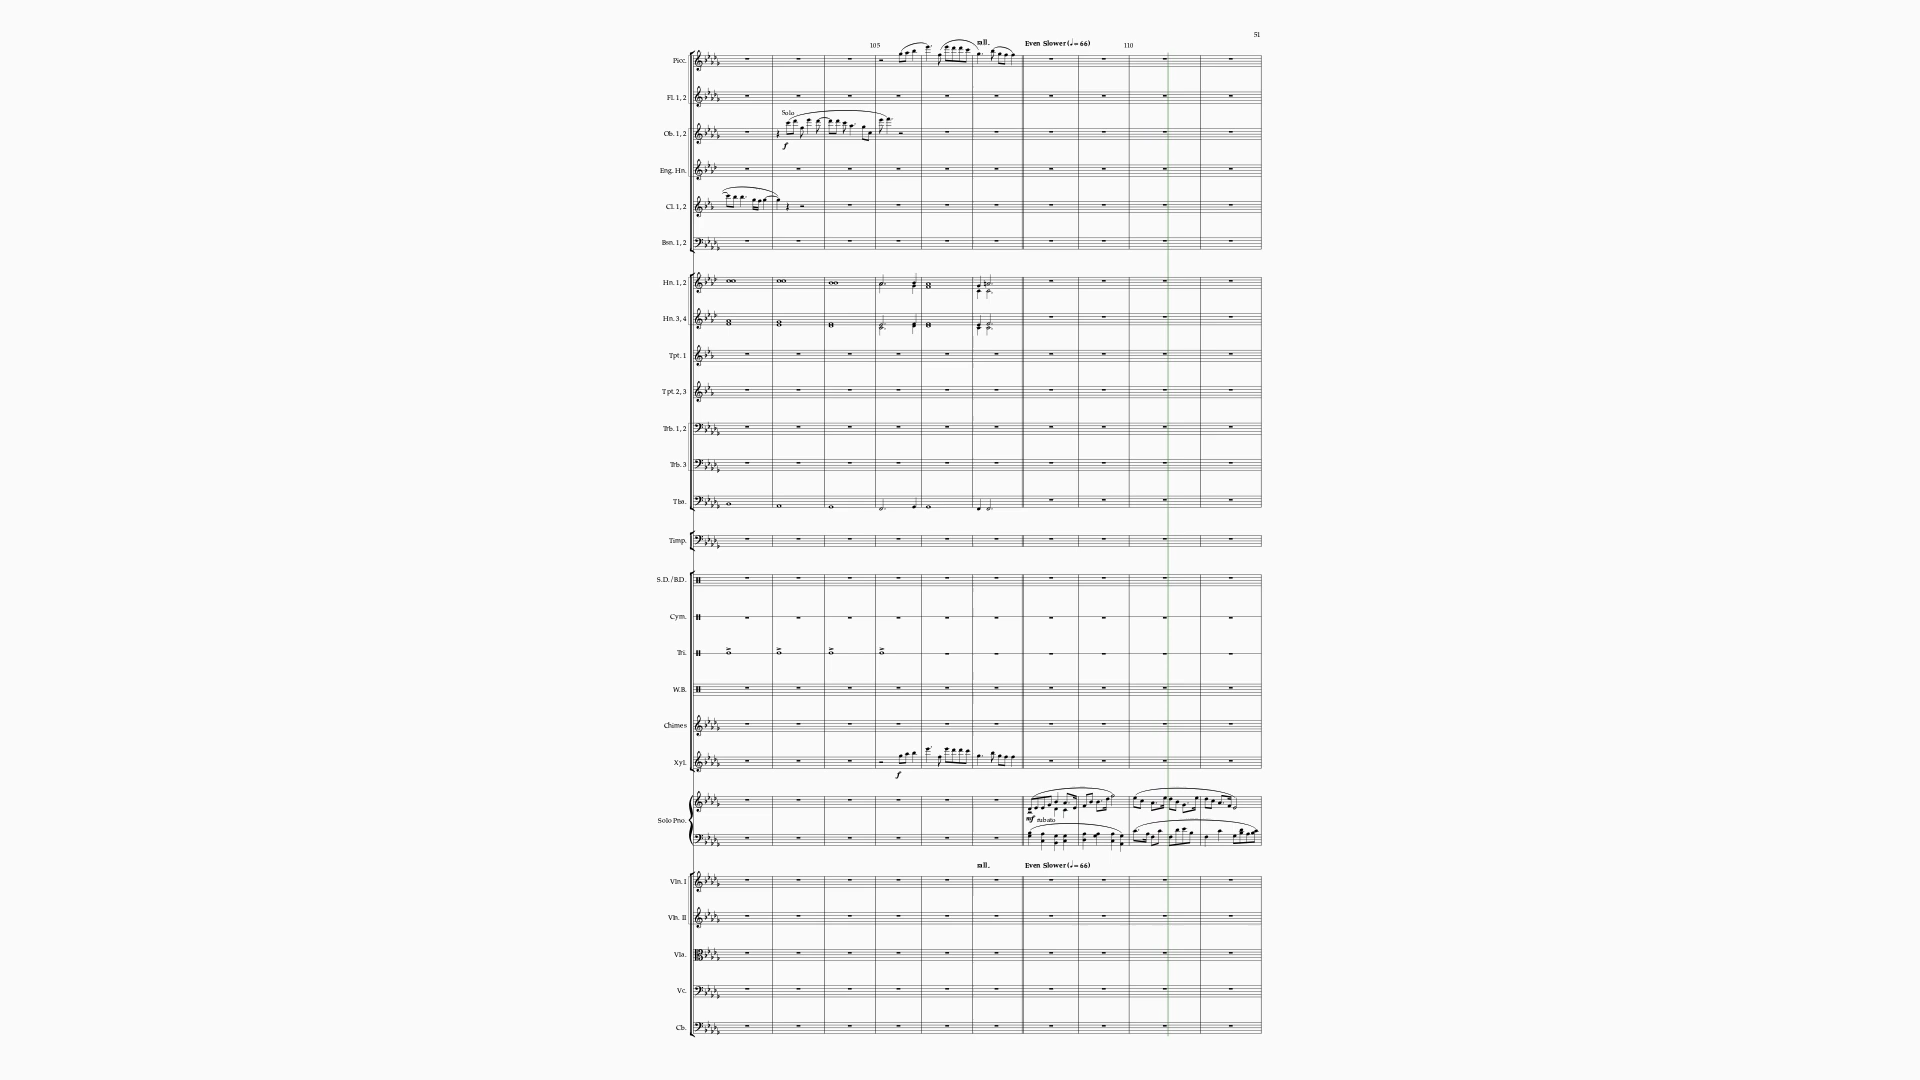 51
105
rall.
Even Slower (♩= 66)
110
Picc.
Fl. 1, 2
Solo
Ob. 1, 2
f
Eng. Hn.
Cl. 1, 2
Bsn. 1, 2
Hn. 1, 2
Hn. 3, 4
Tpt. 1
Tpt. 2, 3
Trb. 1, 2
Trb. 3
Tba.
Timp.
S.D./B.D.
Cym.
Tri.
W.B.
Chimes
Xyl.
f
mf rubato
Solo Pno.
rall.
Even Slower (♩= 66)
Vln. I
Vln. II
Vla.
Vc.
Cb.